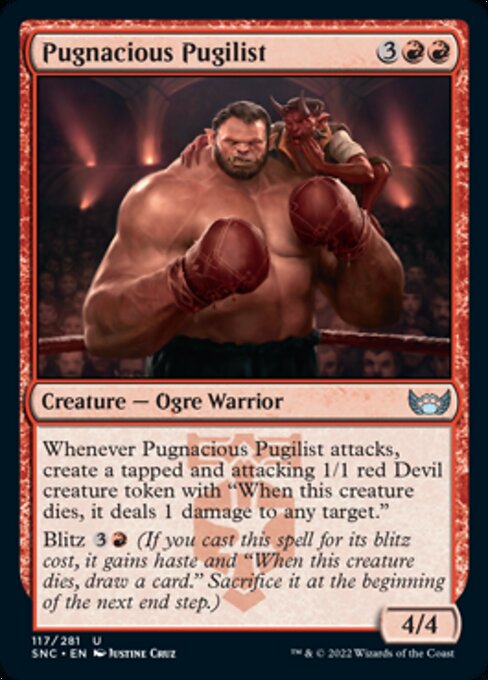 Pugnacious Pugilist 3
Creature — Ogre Warrior
Whenever Pugnacious Pugilist attacks,
create a tapped and attacking 1/1 red Devil
creature token with “When this creature
dies, it deals 1 damage to any target.”
Blitz 3 (If you cast this spell for its blitz
cost, it gains haste and “When this creature
dies, draw a card.” Sacrifice it at the beginning
of the next end step.)
4/4
117/281 U
SNC • EN Justine Cruz
™ & © 2022 Wizards of the Coast